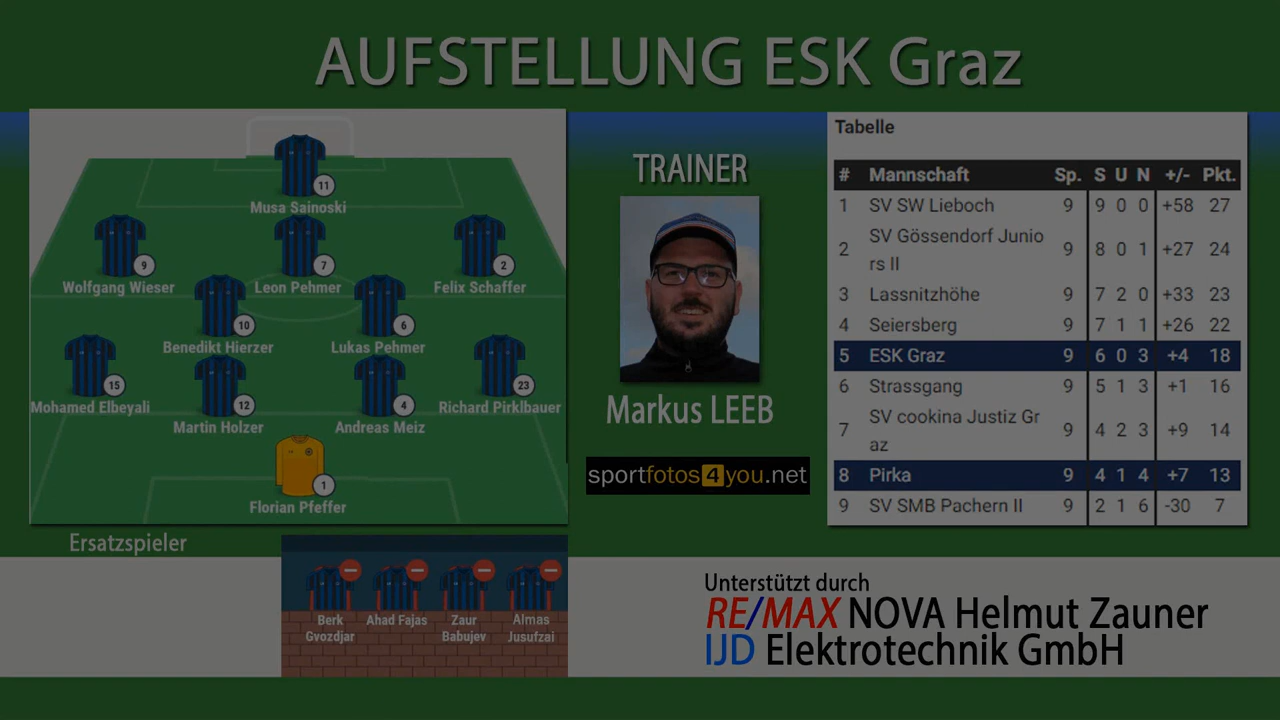 AUFSTELLUNG ESK Graz
11
Musa Sainoski
9
Wolfgang Wieser
7
Leon Pehmer
2
Felix Schaffer
10
Benedikt Hierzer
6
Lukas Pehmer
15
Mohamed Elbeyali
12
Martin Holzer
4
Andreas Meiz
23
Richard Pirklbauer
1
Florian Pfeffer
Ersatzspieler
Berk
Gvozdjar
Ahad Fajas
Zaur
Babujev
Almas
Jusufzai
TRAINER
Markus LEEB
sportfotos4you.net
Tabelle
# Mannschaft Sp. S U N +/- Pkt.
1 SV SW Lieboch 9 9 0 0 +58 27
2 SV Gössendorf Junio
rs II 9 8 0 1 +27 24
3 Lassnitzhöhe 9 7 2 0 +33 23
4 Seiersberg 9 7 1 1 +26 22
5 ESK Graz 9 6 0 3 +4 18
6 Strassgang 9 5 1 3 +1 16
7 SV cookina Justiz Gr
az 9 4 2 3 +9 14
8 Pirka 9 4 1 4 +7 13
9 SV SMB Pachern II 9 2 1 6 -30 7
Unterstützt durch
RE/MAX NOVA Helmut Zauner
IJD Elektrotechnik GmbH